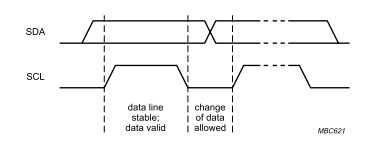 SDA
SCL
data line
stable;
data valid
change
of data
allowed
MBC621